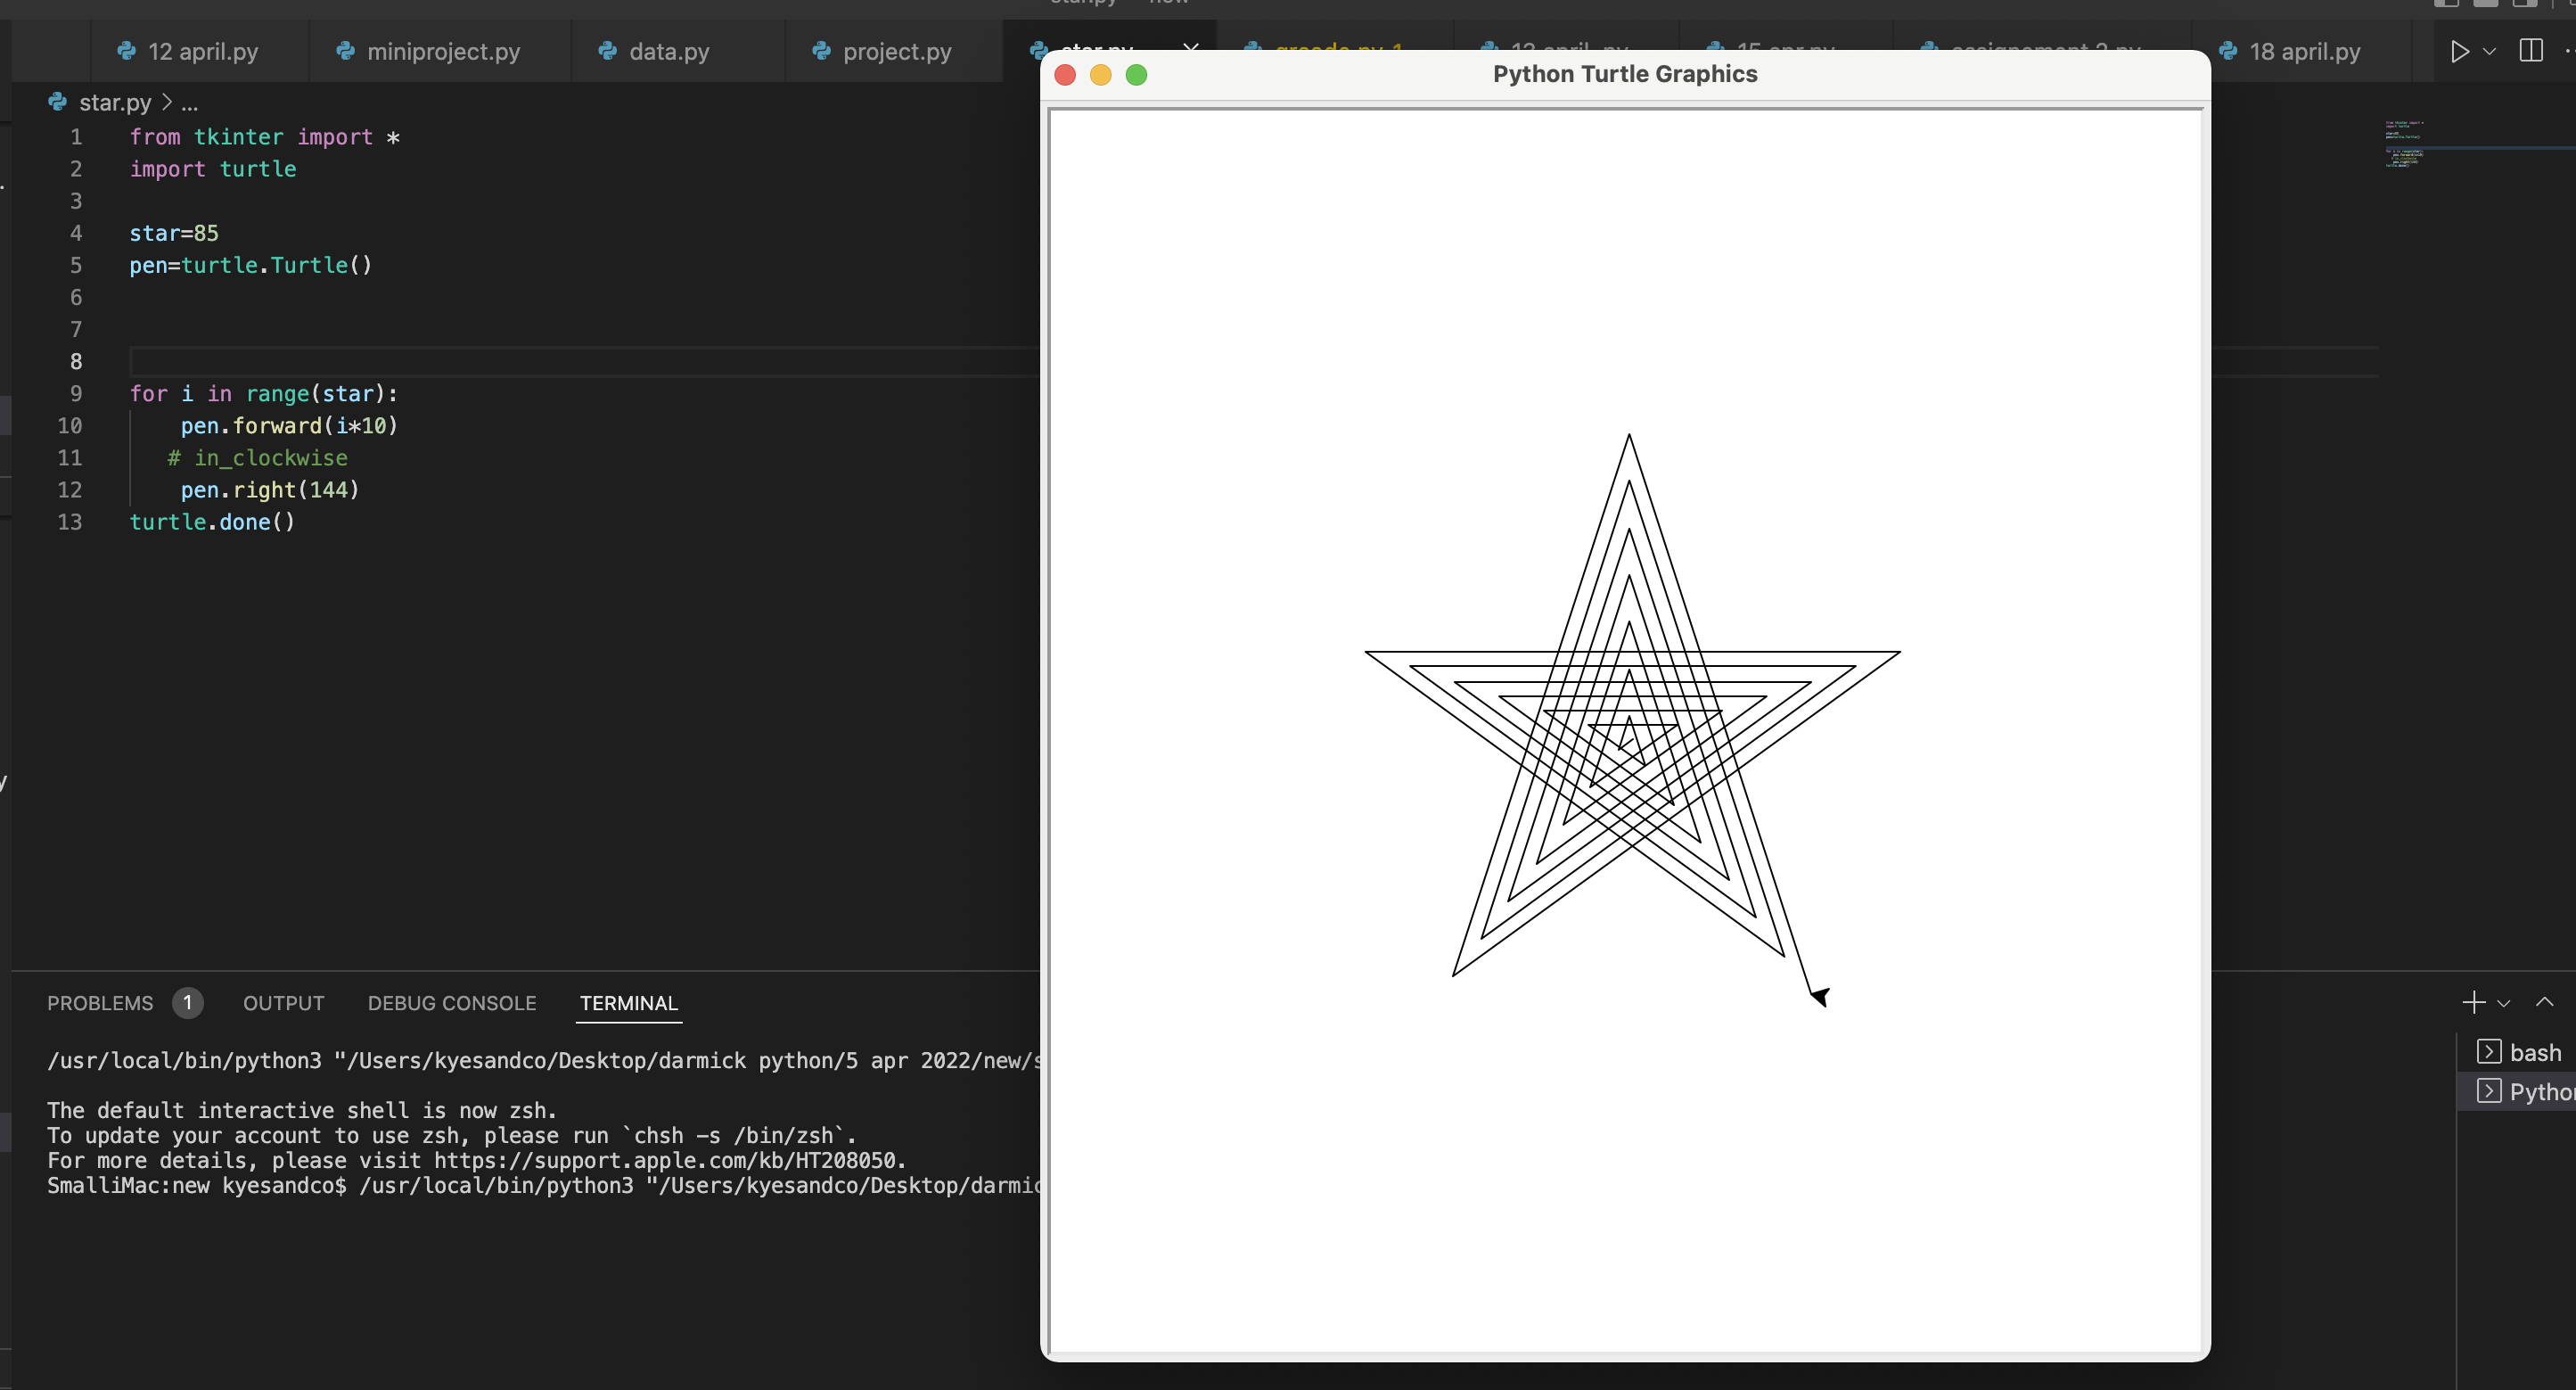 12 april.py
miniproject.py
data.py
project.py
18 april.py
Python Turtle Graphics
star.py > ...
1 from tkinter import *
2 import turtle
3
4 star=85
5 pen=turtle.Turtle()
6
7
8
9 for i in range(star):
10 pen.forward(i*10)
11 # in_clockwise
12 pen.right(144)
13 turtle.done()
PROBLEMS 1 OUTPUT DEBUG CONSOLE TERMINAL
/usr/local/bin/python3 "/Users/kyesandco/Desktop/darmick python/5 apr 2022/new/s
The default interactive shell is now zsh.
To update your account to use zsh, please run `chsh -s /bin/zsh`.
For more details, please visit https://support.apple.com/kb/HT208050.
SmalliMac:new kyesandco$ /usr/local/bin/python3 "/Users/kyesandco/Desktop/darmic
bash
Python